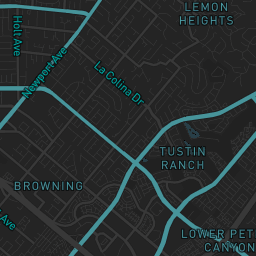 LEMON
HEIGHTS
Holt Ave
Newport Ave
La Colina Dr
TUSTIN
RANCH
BROWNING
Ave
LOWER PET
CANYON